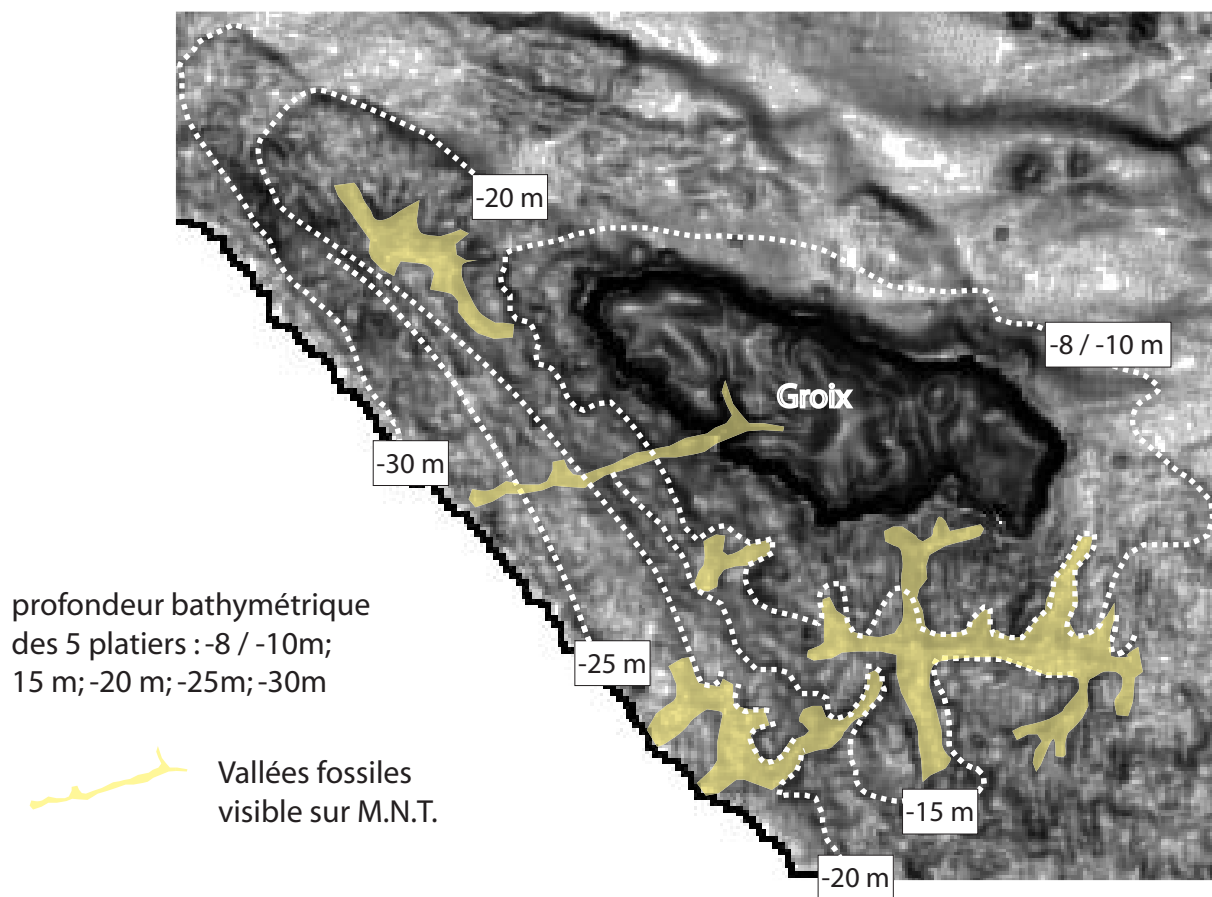 -20 m
-8 / -10 m
Groix
-30 m
profondeur bathymétrique
des 5 platiers : -8 / -10m;
15 m; -20 m; -25m; -30m
-25 m
Vallées fossiles
visible sur M.N.T.
-15 m
-20 m